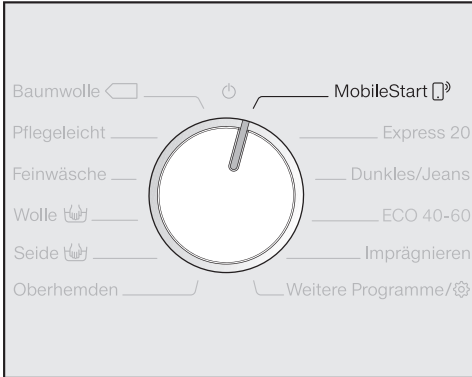 Baumwolle
Pflegeleicht
Feinwäsche
Wolle
Seide
Oberhemden
MobileStart
Express 20
Dunkles/Jeans
ECO 40-60
Imprägnieren
Weitere Programme/